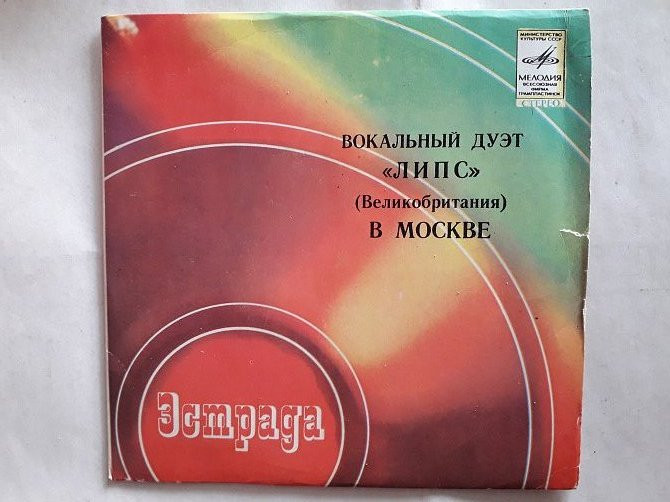 МИНИСТЕРСТВО
КУЛЬТУРЫ СССР
МЕЛОДИЯ
ВСЕСОЮЗНАЯ
ФИРМА
ГРАМПЛАСТИНОК
СТЕРЕО
ВОКАЛЬНЫЙ ДУЭТ
«ЛИПС»
(Великобритания)
В МОСКВЕ
Эстрада